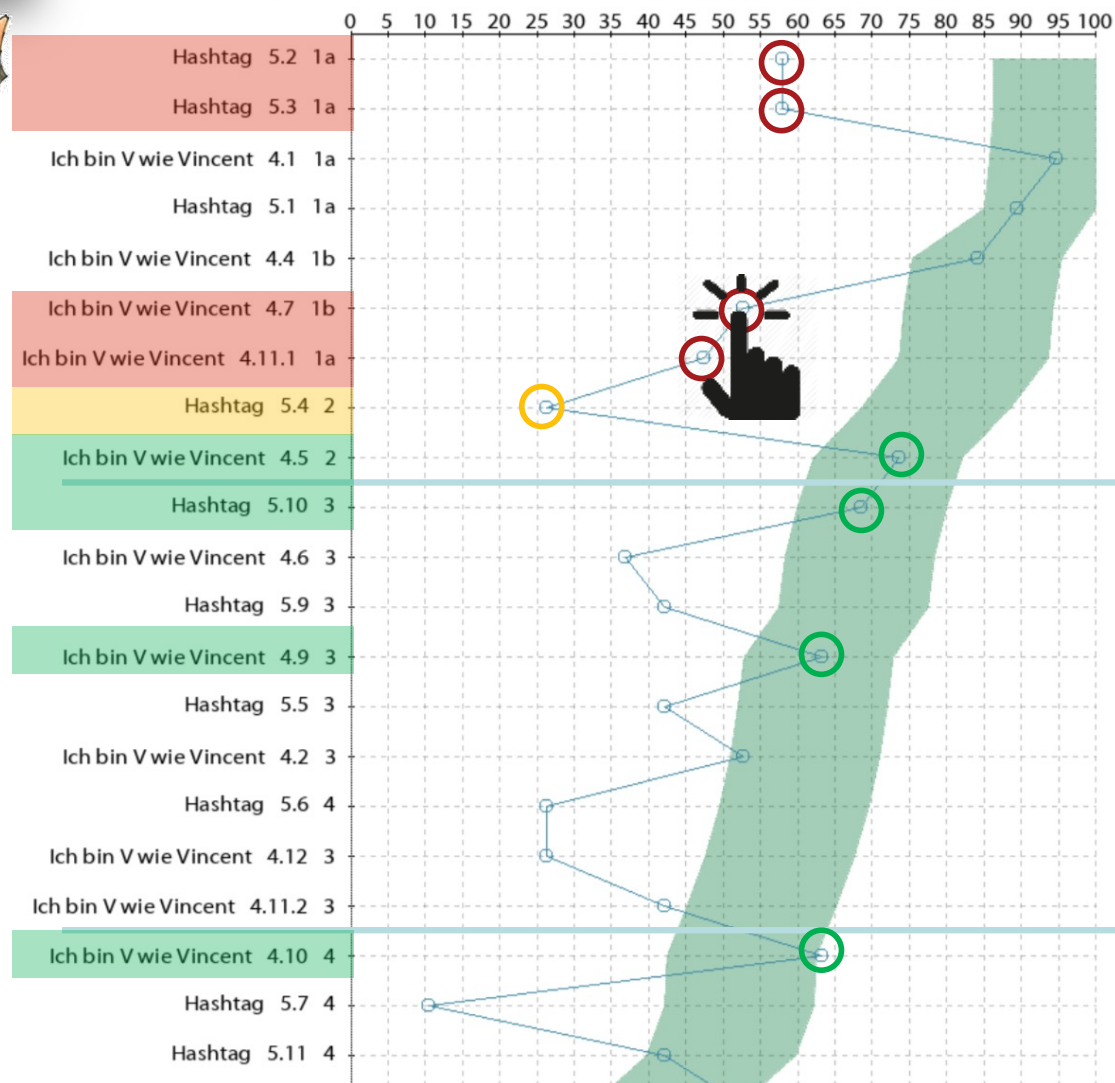 0 5 10 15 20 25 30 35 40 45 50 55 60 65 70 75 80 85 90 95 100
Hashtag 5.2 1a
Hashtag 5.3 1a
Ich bin V wie Vincent 4.1 1a
Hashtag 5.1 1a
Ich bin V wie Vincent 4.4 1b
Ich bin V wie Vincent 4.7 1b
Ich bin V wie Vincent 4.11.1 1a
Hashtag 5.4 2
Ich bin V wie Vincent 4.5 2
Hashtag 5.10 3
Ich bin V wie Vincent 4.6 3
Hashtag 5.9 3
Ich bin V wie Vincent 4.9 3
Hashtag 5.5 3
Ich bin V wie Vincent 4.2 3
Hashtag 5.6 4
Ich bin V wie Vincent 4.12 3
Ich bin V wie Vincent 4.11.2 3
Ich bin V wie Vincent 4.10 4
Hashtag 5.7 4
Hashtag 5.11 4